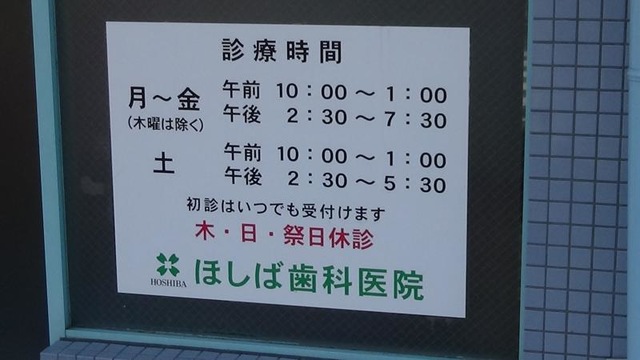 診療時間
月～金 午前 10：00～1：00
(木曜は除く) 午後 2：30～7：30
土 午前 10：00～1：00
午後 2：30～5：30
初診はいつでも受付けます
木・日・祭日休診
HOSHIBA ほしば歯科医院